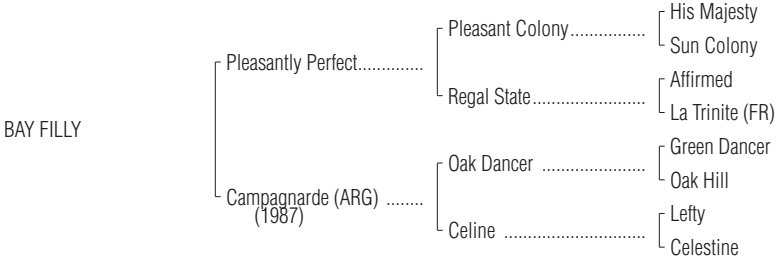 His Majesty
Pleasant Colony................
Sun Colony
Pleasantly Perfect..............
Affirmed
Regal State........................
La Trinite (FR)
BAY FILLY
Green Dancer
Oak Dancer ......................
Oak Hill
Campagnarde (ARG) ........
(1987)
Lefty
Celine ..............................
Celestine